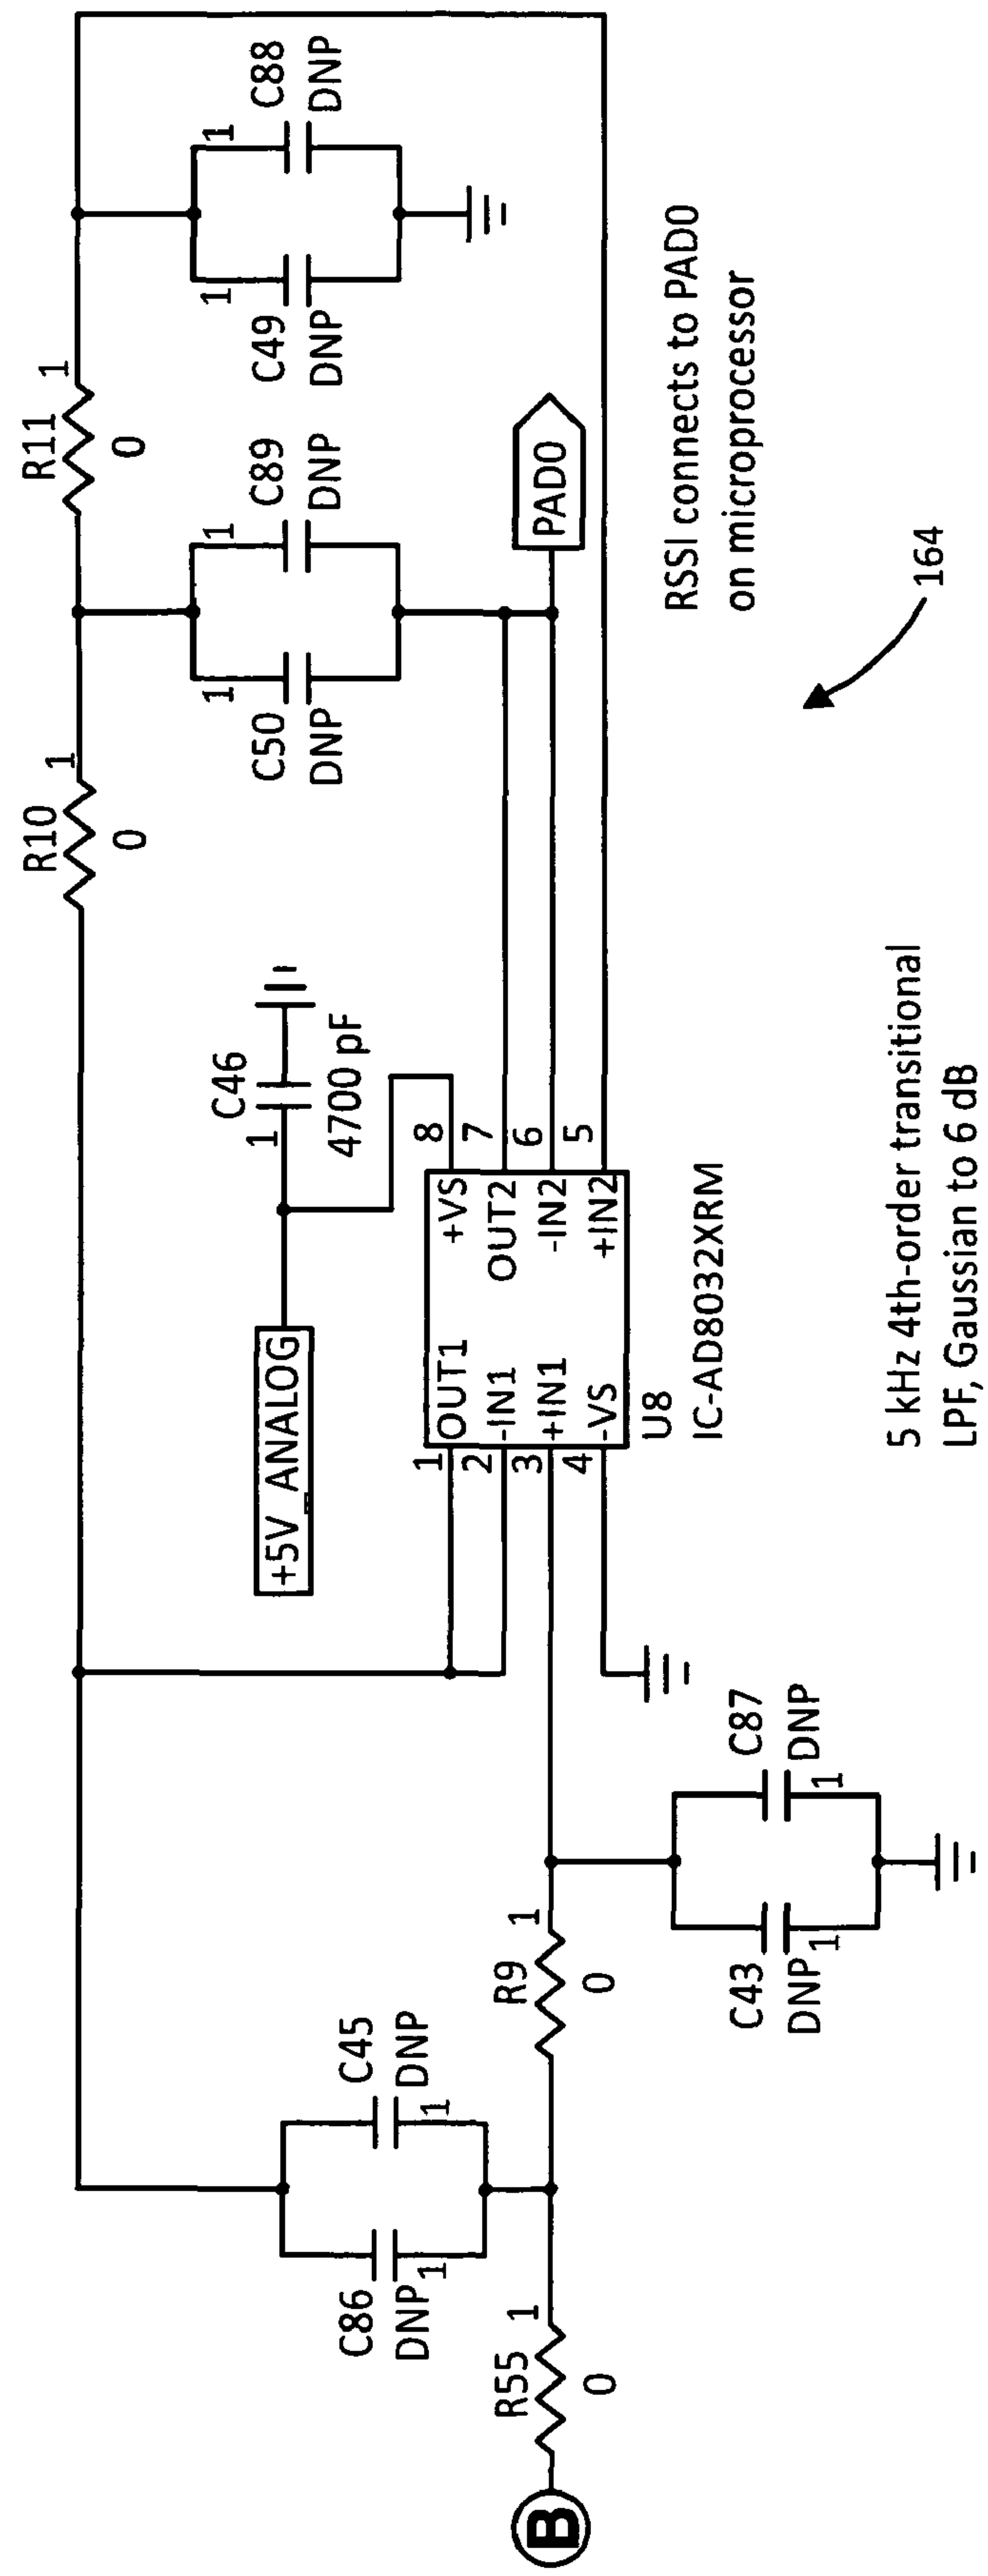 R10
1
0
R11
1
0
C86
DNP
1
C45
DNP
1
+5V_ANALOG
C46
1
4700 pF
C50
DNP
1
C89
DNP
1
C49
DNP
1
C88
DNP
1
B
R55
1
0
R9
1
0
C43
DNP
1
C87
DNP
1
1
OUT1
+VS
8
2
-IN1
OUT2
7
3
+IN1
-IN2
6
4
-VS
+IN2
5
U8
IC-AD8032XRM
PAD0
RSSI connects to PAD0
on microprocessor
164
5 kHz 4th-order transitional
LPF, Gaussian to 6 dB